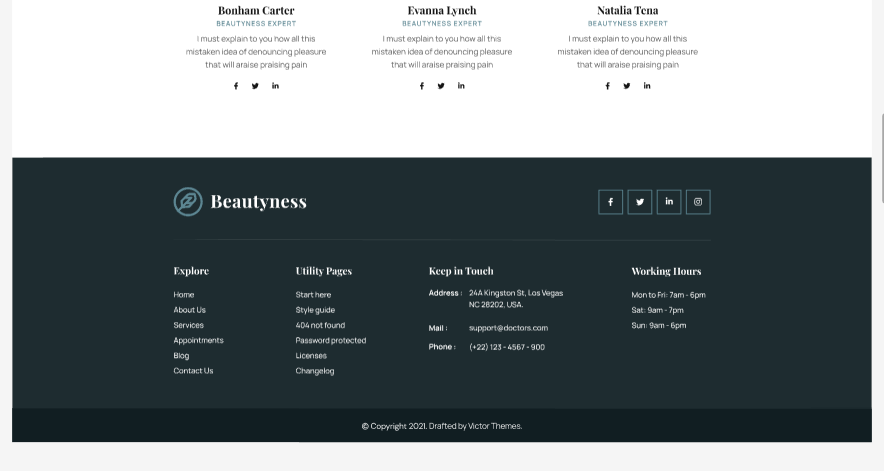 Bonham Carter
BEAUTYNESS EXPERT
I must explain to you how all this
mistaken idea of denouncing pleasure
that will araise praising pain
Evanna Lynch
BEAUTYNESS EXPERT
I must explain to you how all this
mistaken idea of denouncing pleasure
that will araise praising pain
Natalia Tena
BEAUTYNESS EXPERT
I must explain to you how all this
mistaken idea of denouncing pleasure
that will araise praising pain
Beautyness
Explore
Home
About Us
Services
Appointments
Blog
Contact Us
Utility Pages
Start here
Style guide
404 not found
Password protected
Licenses
Changelog
Keep in Touch
Address : 24A Kingston St, Los Vegas
NC 28202, USA.
Mail : support@doctors.com
Phone : (+22) 123 - 4567 - 900
Working Hours
Mon to Fri: 7am - 6pm
Sat: 9am - 7pm
Sun: 9am - 6pm
© Copyright 2021. Drafted by Victor Themes.